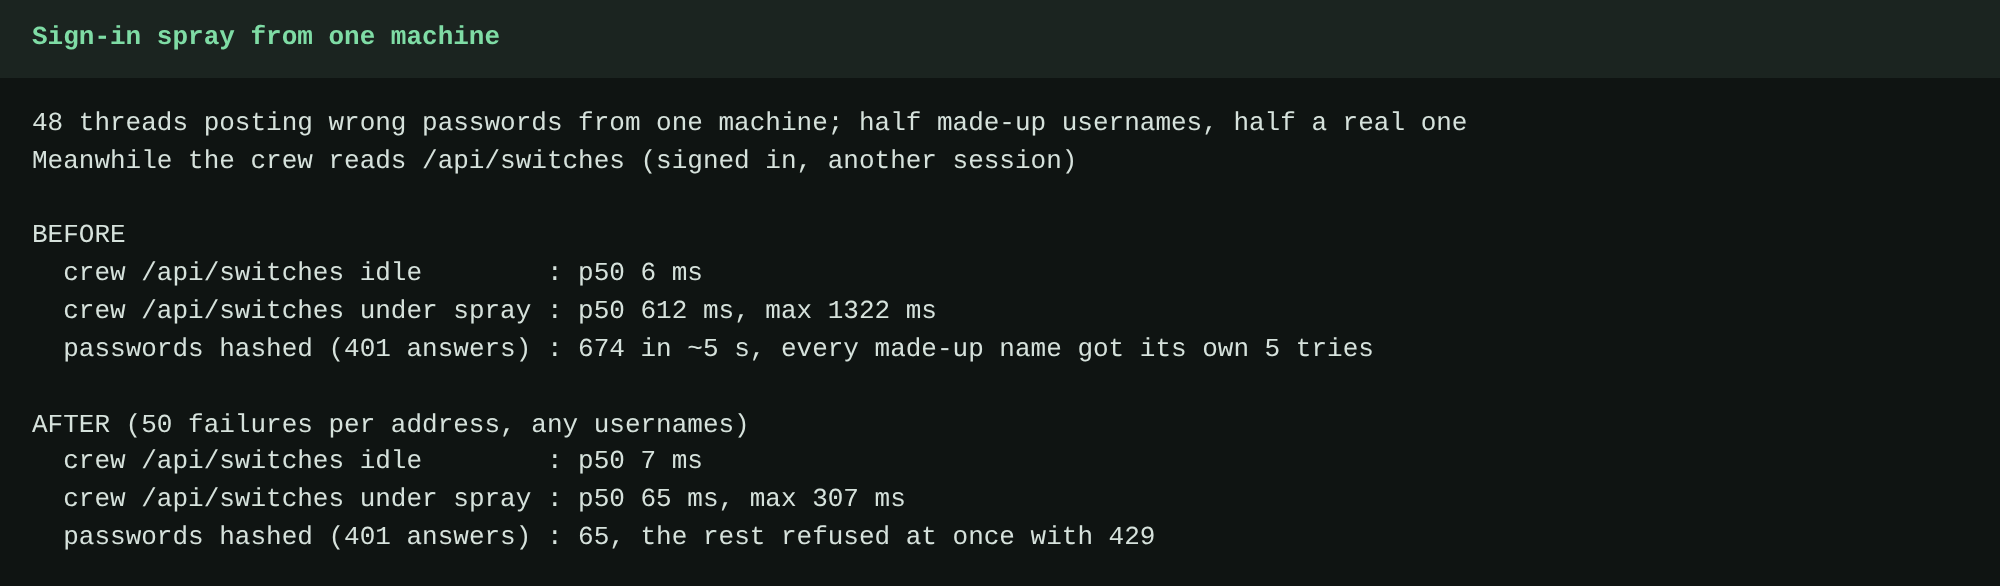 Sign-in spray from one machine
48 threads posting wrong passwords from one machine; half made-up usernames, half a real one
Meanwhile the crew reads /api/switches (signed in, another session)
BEFORE
crew /api/switches idle : p50 6 ms
crew /api/switches under spray : p50 612 ms, max 1322 ms
passwords hashed (401 answers) : 674 in ~5 s, every made-up name got its own 5 tries
AFTER (50 failures per address, any usernames)
crew /api/switches idle : p50 7 ms
crew /api/switches under spray : p50 65 ms, max 307 ms
passwords hashed (401 answers) : 65, the rest refused at once with 429